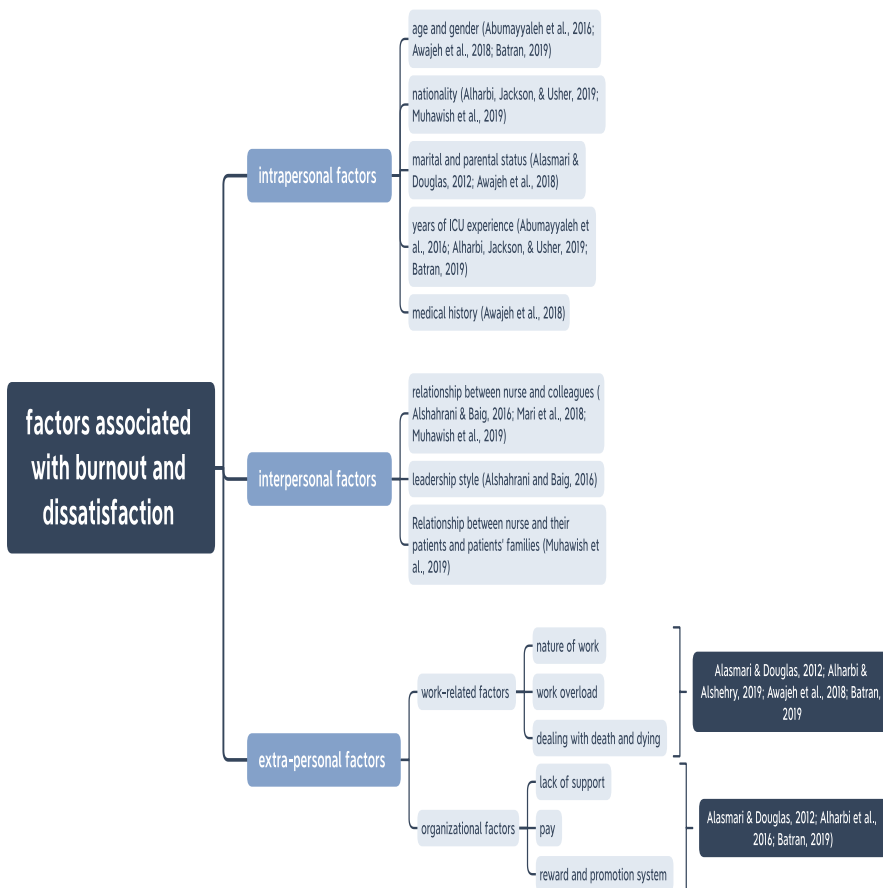 factors associated
with burnout and
dissatisfaction
intrapersonal factors
age and gender (Abumayyaleh et al., 2016;
Awajeh et al., 2018; Batran, 2019)
nationality (Alharbi, Jackson, & Usher, 2019;
Muhawish et al., 2019)
marital and parental status (Alasmari &
Douglas, 2012; Awajeh et al., 2018)
years of ICU experience (Abumayyaleh et
al., 2016; Alharbi, Jackson, & Usher, 2019;
Batran, 2019)
medical history (Awajeh et al., 2018)
interpersonal factors
relationship between nurse and colleagues (
Alshahrani & Baig, 2016; Mari et al., 2018;
Muhawish et al., 2019)
leadership style (Alshahrani and Baig, 2016)
Relationship between nurse and their
patients and patients' families (Muhawish et
al., 2019)
extra-personal factors
work-related factors
nature of work
work overload
dealing with death and dying
Alasmari & Douglas, 2012; Alharbi &
Alshehry, 2019; Awajeh et al., 2018; Batran,
2019
organizational factors
lack of support
pay
reward and promotion system
Alasmari & Douglas, 2012; Alharbi et al.,
2016; Batran, 2019)